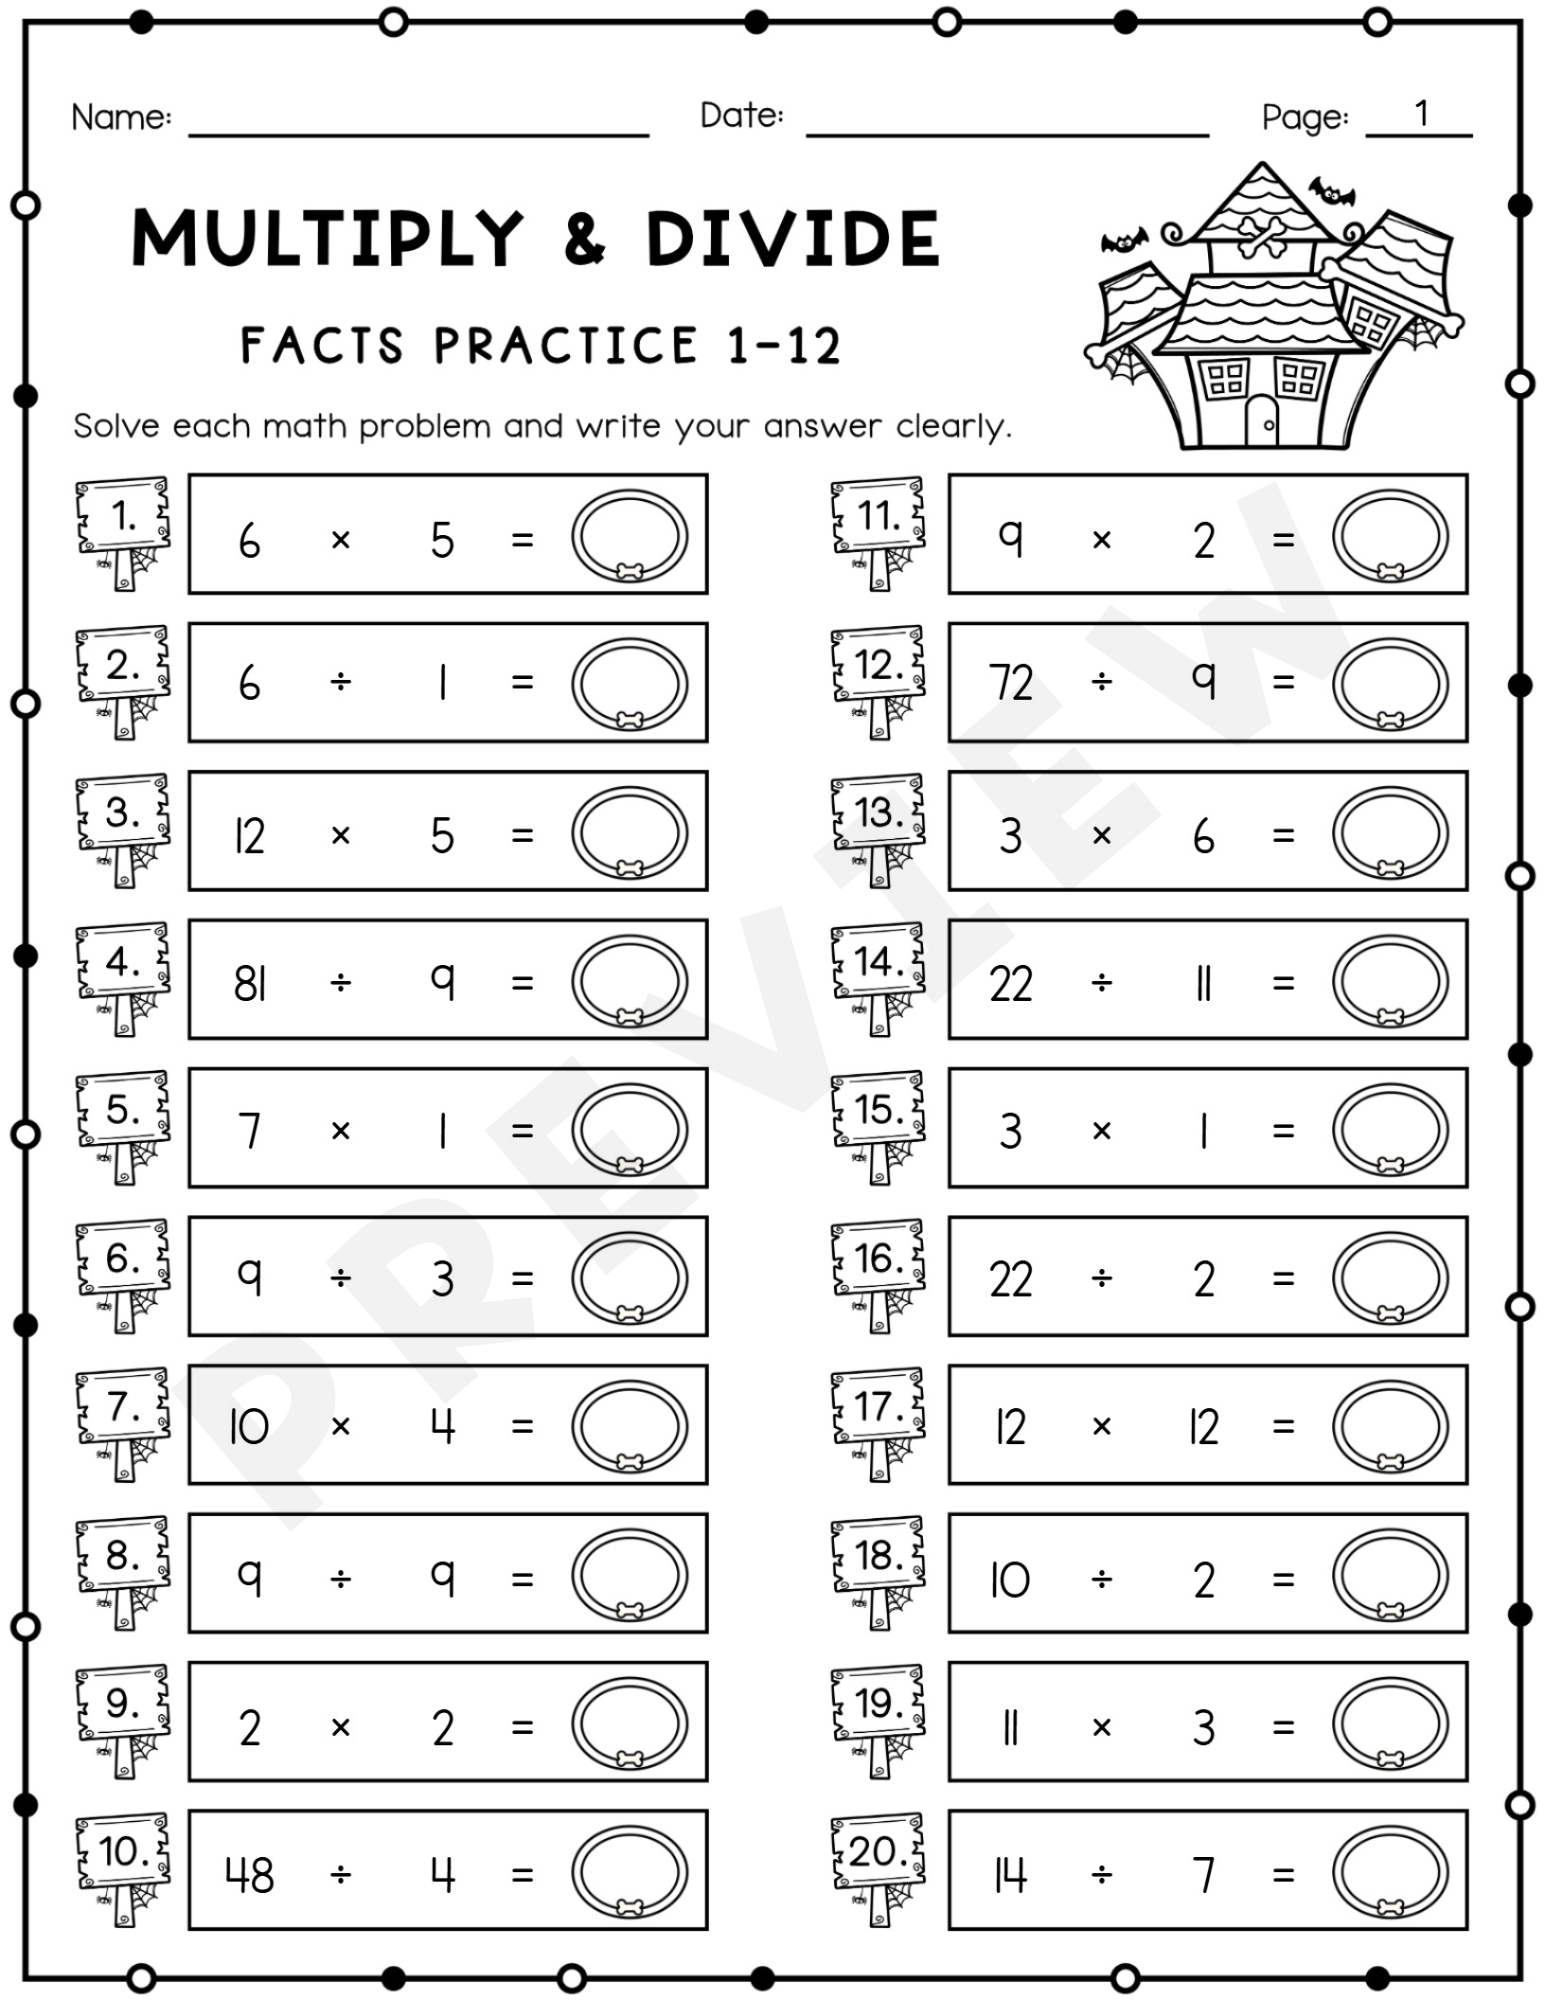 Name: Date: Page: 1
MULTIPLY & DIVIDE
FACTS PRACTICE 1-12
Solve each math problem and write your answer clearly.
1. 6 × 5 =
2. 6 ÷ 1 =
3. 12 × 5 =
4. 81 ÷ 9 =
5. 7 × 1 =
6. 9 ÷ 3 =
7. 10 × 4 =
8. 9 ÷ 9 =
9. 2 × 2 =
10. 48 ÷ 4 =
11. 9 × 2 =
12. 72 ÷ 9 =
13. 3 × 6 =
14. 22 ÷ 11 =
15. 3 × 1 =
16. 22 ÷ 2 =
17. 12 × 12 =
18. 10 ÷ 2 =
19. 11 × 3 =
20. 14 ÷ 7 =
PREVIEW